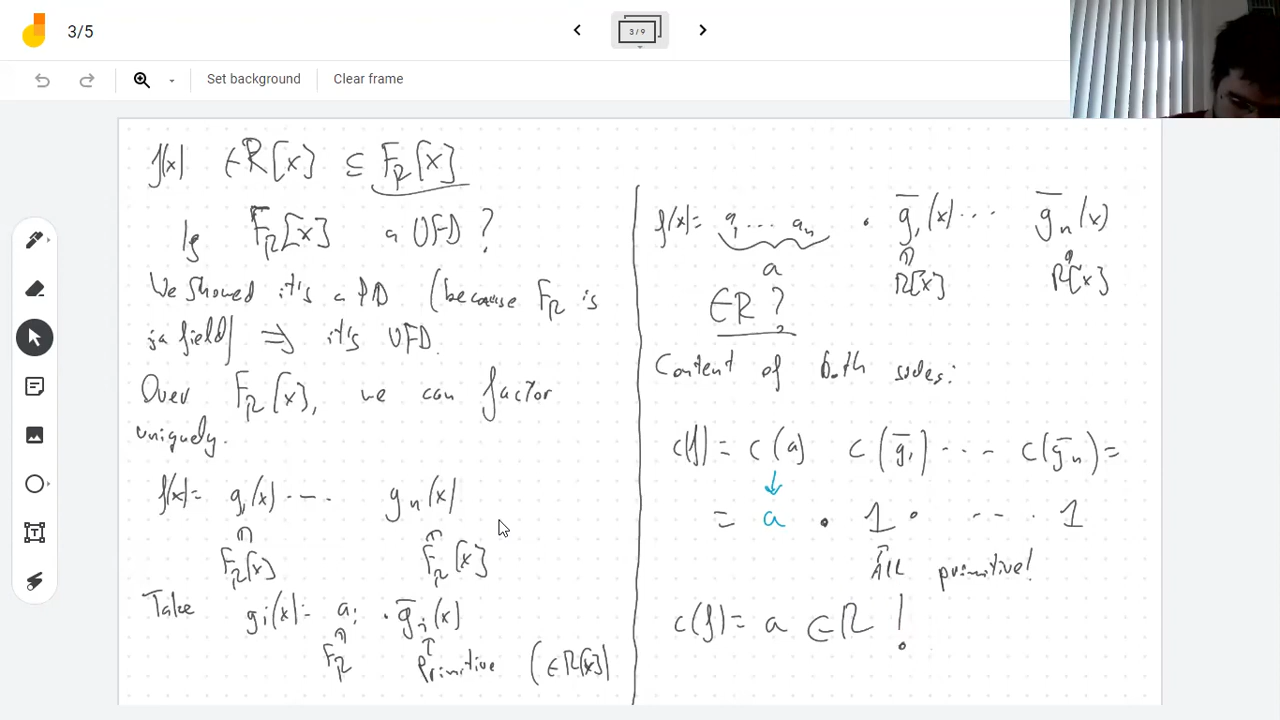 3/5
3 / 9
Set background
Clear frame
f(x) ∈ R[x] ⊆ F_R[x]
Is F_R[x] a UFD ?
We showed it's a PID (because F_R is
a field) ⇒ it's UFD.
Over F_R[x], we can factor
uniquely.
f(x) = g_1(x) ---- g_n(x)
F_R[x] F_R[x]
Take g_i(x) = a_i · ḡ_i(x)
F_R primitive (∈ R[x])
f(x) = a_1 ... a_n · ḡ_1(x) ... ḡ_n(x)
a R[x] R[x]
∈ R ?
Content of both sides:
c(f) = c(a) c(ḡ_1) --- c(ḡ_n) =
= a · 1 · --- · 1
All primitive!
c(f) = a ∈ R !